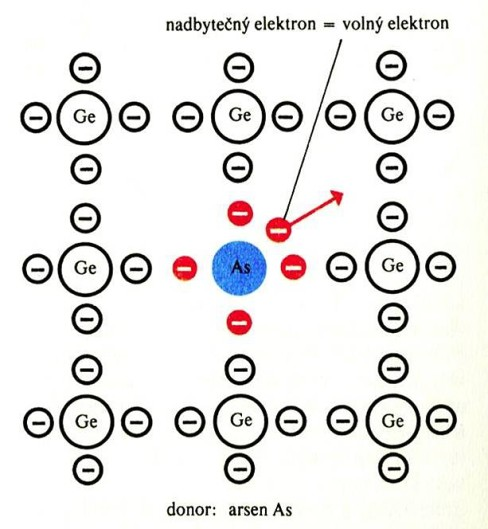 nadbytečný elektron = volný elektron
Ge Ge Ge
Ge As Ge
Ge Ge Ge
donor: arsen As